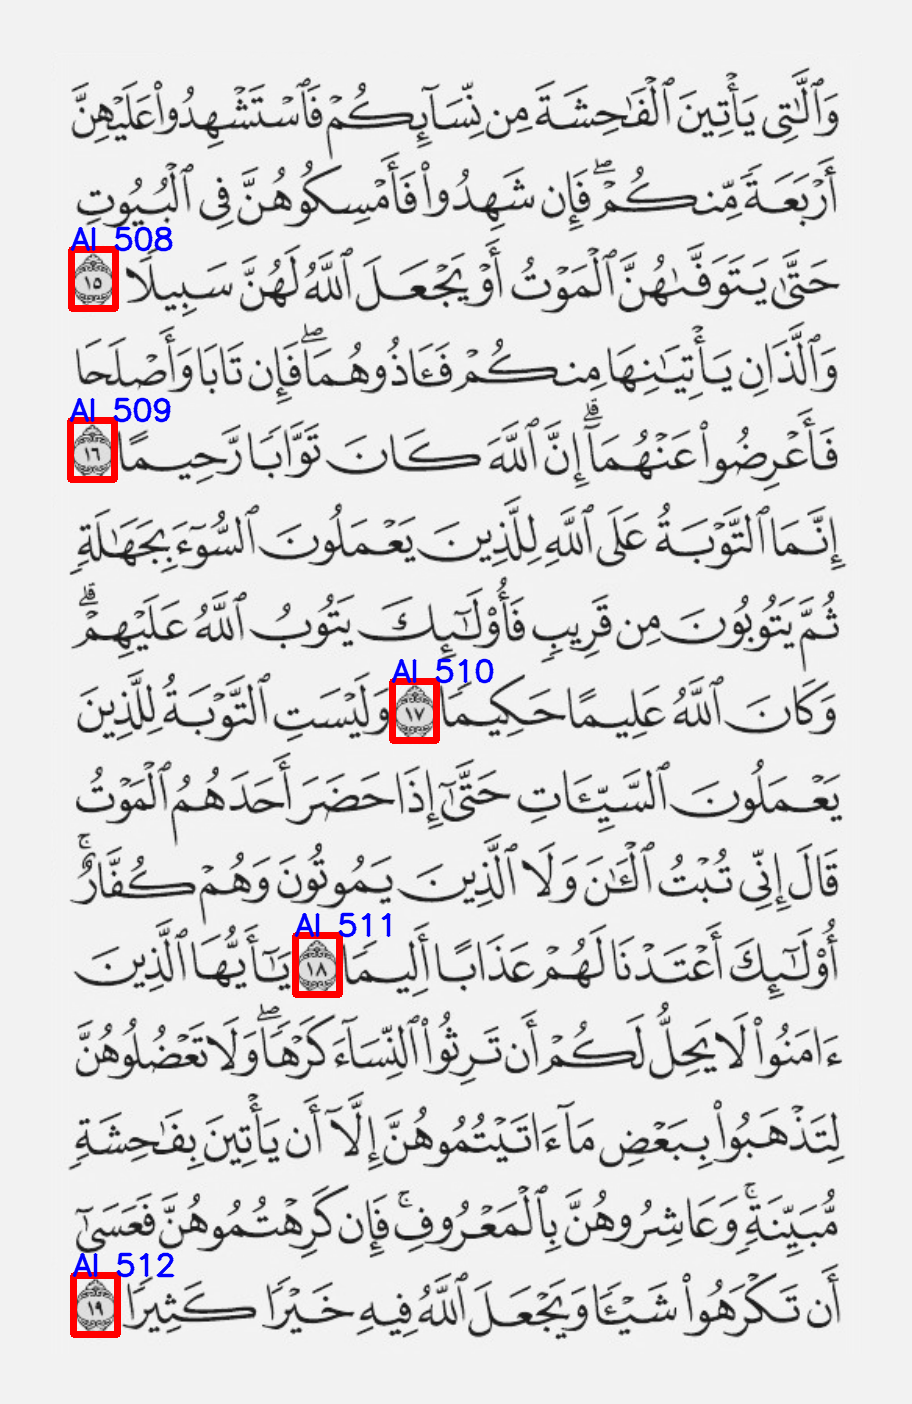 وَٱلَّٰتِى يَأْتِينَ ٱلْفَٰحِشَةَ مِن نِّسَآئِكُمْ فَٱسْتَشْهِدُوا۟ عَلَيْهِنَّ
أَرْبَعَةً مِّنكُمْ ۖ فَإِن شَهِدُوا۟ فَأَمْسِكُوهُنَّ فِى ٱلْبُيُوتِ
AI 508
حَتَّىٰ يَتَوَفَّىٰهُنَّ ٱلْمَوْتُ أَوْ يَجْعَلَ ٱللَّهُ لَهُنَّ سَبِيلًا ١٥
وَٱلَّذَانِ يَأْتِيَٰنِهَا مِنكُمْ فَـَٔاذُوهُمَا ۖ فَإِن تَابَا وَأَصْلَحَا
AI 509
فَأَعْرِضُوا۟ عَنْهُمَآ ۗ إِنَّ ٱللَّهَ كَانَ تَوَّابًا رَّحِيمًا ١٦
إِنَّمَا ٱلتَّوْبَةُ عَلَى ٱللَّهِ لِلَّذِينَ يَعْمَلُونَ ٱلسُّوٓءَ بِجَهَٰلَةٍ
ثُمَّ يَتُوبُونَ مِن قَرِيبٍ فَأُو۟لَٰٓئِكَ يَتُوبُ ٱللَّهُ عَلَيْهِمْ ۗ
AI 510
وَكَانَ ٱللَّهُ عَلِيمًا حَكِيمًا ١٧ وَلَيْسَتِ ٱلتَّوْبَةُ لِلَّذِينَ
يَعْمَلُونَ ٱلسَّيِّـَٔاتِ حَتَّىٰٓ إِذَا حَضَرَ أَحَدَهُمُ ٱلْمَوْتُ
قَالَ إِنِّى تُبْتُ ٱلْـَٰٔنَ وَلَا ٱلَّذِينَ يَمُوتُونَ وَهُمْ كُفَّارٌ ۚ
AI 511
أُو۟لَٰٓئِكَ أَعْتَدْنَا لَهُمْ عَذَابًا أَلِيمًا ١٨ يَٰٓأَيُّهَا ٱلَّذِينَ
ءَامَنُوا۟ لَا يَحِلُّ لَكُمْ أَن تَرِثُوا۟ ٱلنِّسَآءَ كَرْهًا ۖ وَلَا تَعْضُلُوهُنَّ
لِتَذْهَبُوا۟ بِبَعْضِ مَآ ءَاتَيْتُمُوهُنَّ إِلَّآ أَن يَأْتِينَ بِفَٰحِشَةٍ
مُّبَيِّنَةٍ ۚ وَعَاشِرُوهُنَّ بِٱلْمَعْرُوفِ ۚ فَإِن كَرِهْتُمُوهُنَّ فَعَسَىٰٓ
AI 512
أَن تَكْرَهُوا۟ شَيْـًٔا وَيَجْعَلَ ٱللَّهُ فِيهِ خَيْرًا كَثِيرًا ١٩